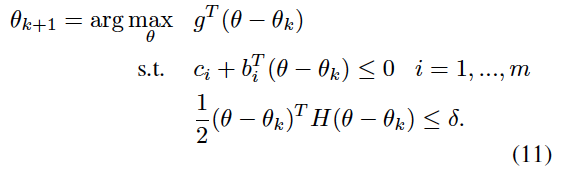 θ_{k+1} = arg max_θ g^T (θ − θ_k)
s.t. c_i + b_i^T (θ − θ_k) ≤ 0 i = 1, ..., m
1/2 (θ − θ_k)^T H(θ − θ_k) ≤ δ.
(11)